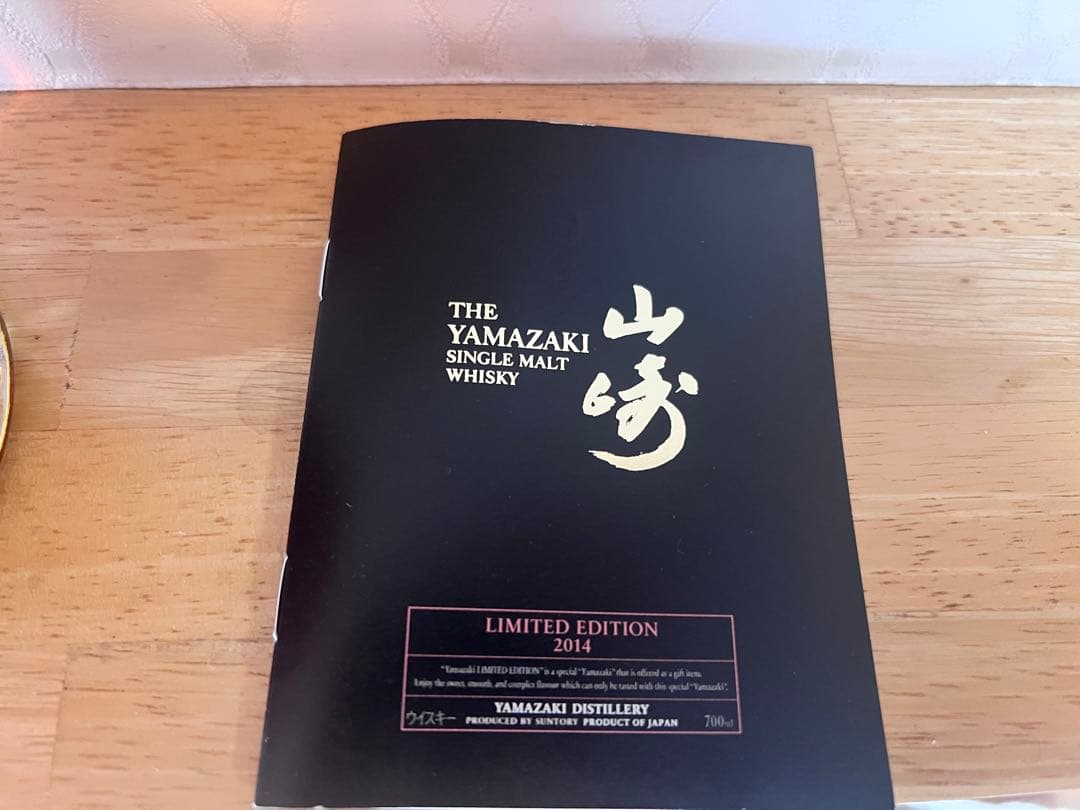 THE
YAMAZAKI
SINGLE MALT
WHISKY
山崎
LIMITED EDITION
2014
"Yamazaki LIMITED EDITION" is a special "Yamazaki" that is offered as a gift item.
Enjoy the sweet, smooth, and complex flavour which can only be tasted with this special "Yamazaki".
YAMAZAKI DISTILLERY
ウイスキー PRODUCED BY SUNTORY PRODUCT OF JAPAN 700ml